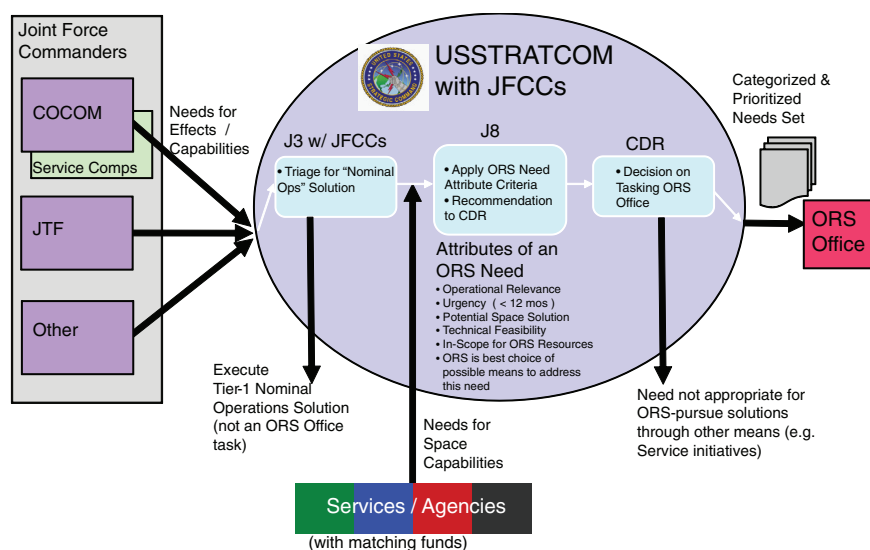 Joint Force
Commanders
COCOM
Service Comps
JTF
Other
Needs for
Effects /
Capabilities
UNITED STATES
STRATEGIC COMMAND
USSTRATCOM
with JFCCs
J3 w/ JFCCs
• Triage for “Nominal
Ops” Solution
J8
• Apply ORS Need
Attribute Criteria
• Recommendation
to CDR
CDR
• Decision on
Tasking ORS
Office
Attributes of an
ORS Need
• Operational Relevance
• Urgency ( < 12 mos )
• Potential Space Solution
• Technical Feasibility
• In-Scope for ORS Resources
• ORS is best choice of
possible means to address
this need
Categorized &
Prioritized
Needs Set
ORS
Office
Execute
Tier-1 Nominal
Operations Solution
(not an ORS Office
task)
Needs for
Space
Capabilities
Need not appropriate for
ORS-pursue solutions
through other means (e.g.
Service initiatives)
Services / Agencies
(with matching funds)